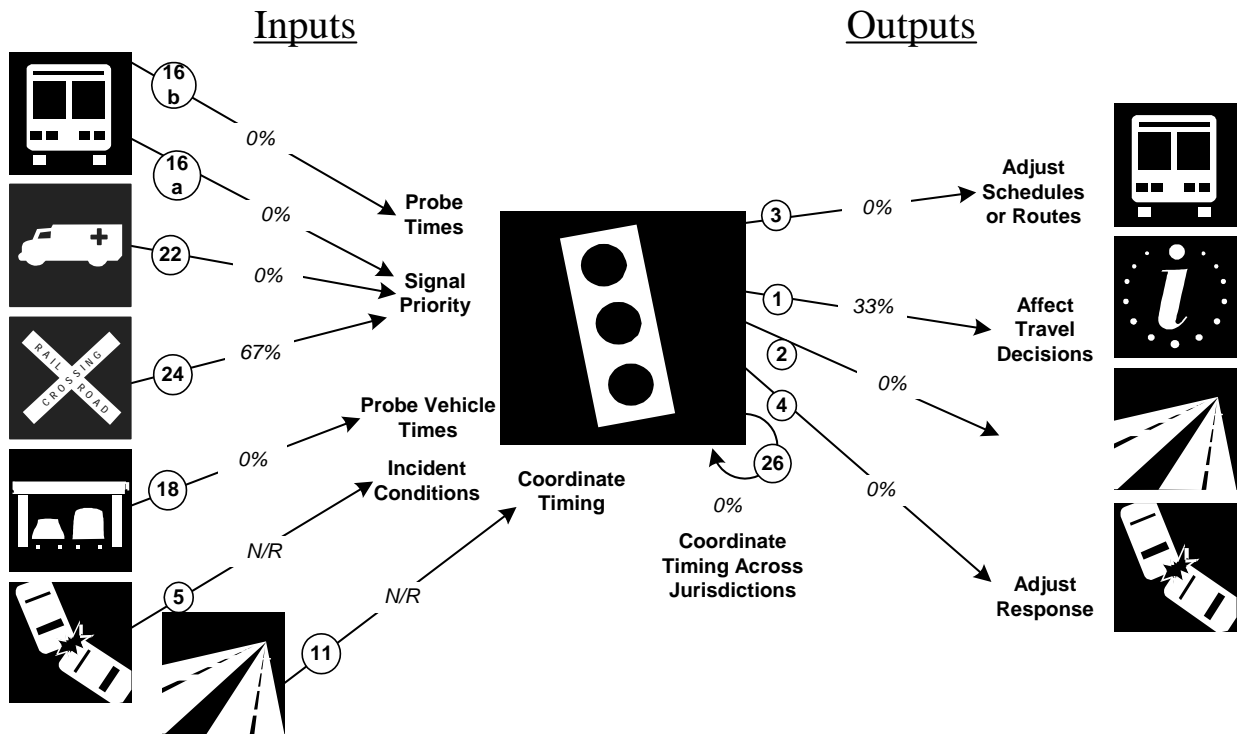 Inputs
Outputs
16
b
0%
16
a
0%
Probe
Times
22
0%
Signal
Priority
RAIL
ROAD
CROSSING
24
67%
Probe Vehicle
Times
18
0%
Incident
Conditions
N/R
5
Coordinate
Timing
N/R
11
3
0%
Adjust
Schedules
or Routes
1
33%
Affect
Travel
Decisions
i
2
0%
4
0%
Adjust
Response
26
0%
Coordinate
Timing Across
Jurisdictions